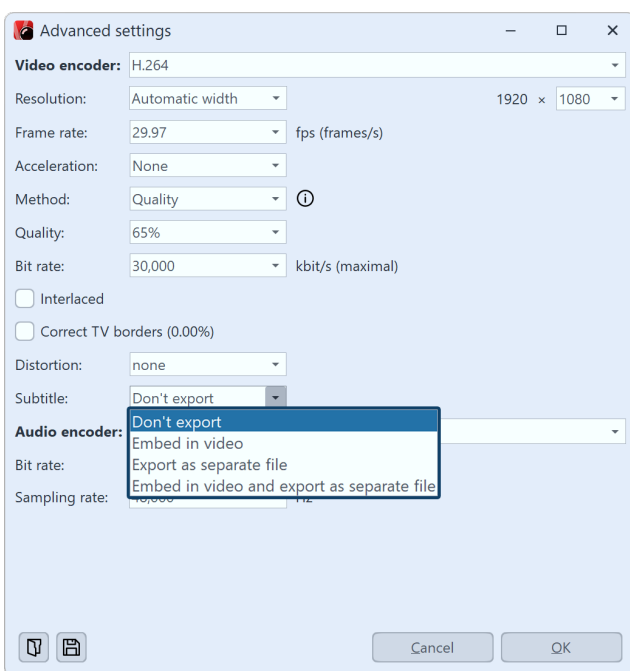 Advanced settings
Video encoder: H.264
Resolution: Automatic width 1920 × 1080
Frame rate: 29.97 fps (frames/s)
Acceleration: None
Method: Quality
Quality: 65%
Bit rate: 30,000 kbit/s (maximal)
Interlaced
Correct TV borders (0.00%)
Distortion: none
Subtitle: Don't export
Don't export
Audio encoder:
Embed in video
Bit rate: Export as separate file
Sampling rate: Embed in video and export as separate file
Cancel OK